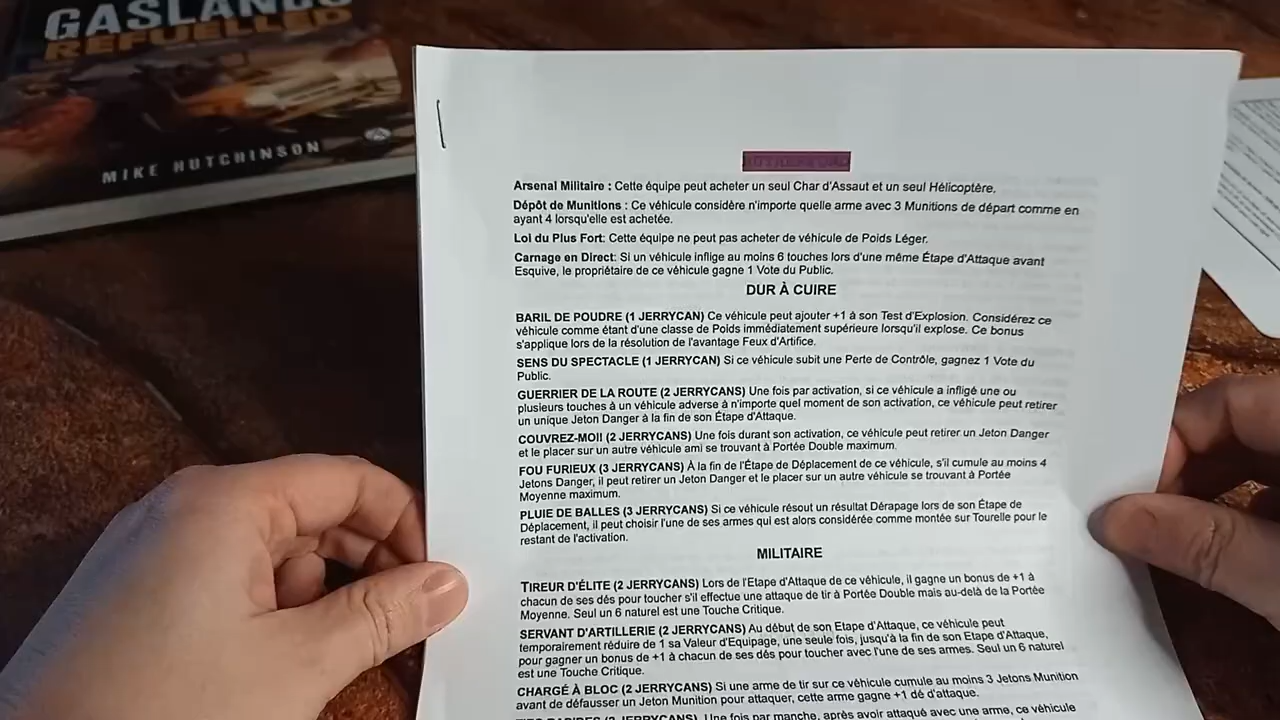 GASLANDS
REFUELLED
MIKE HUTCHINSON
Arsenal Militaire : Cette équipe peut acheter un seul Char d'Assaut et un seul Hélicoptère.
Dépôt de Munitions : Ce véhicule considère n'importe quelle arme avec 3 Munitions de départ comme en
ayant 4 lorsqu'elle est achetée.
Loi du Plus Fort: Cette équipe ne peut pas acheter de véhicule de Poids Léger.
Carnage en Direct: Si un véhicule inflige au moins 6 touches lors d'une même Étape d'Attaque avant
Esquive, le propriétaire de ce véhicule gagne 1 Vote du Public.
DUR À CUIRE
BARIL DE POUDRE (1 JERRYCAN) Ce véhicule peut ajouter +1 à son Test d'Explosion. Considérez ce
véhicule comme étant d'une classe de Poids immédiatement supérieure lorsqu'il explose. Ce bonus
s'applique lors de la résolution de l'avantage Feux d'Artifice.
SENS DU SPECTACLE (1 JERRYCAN) Si ce véhicule subit une Perte de Contrôle, gagnez 1 Vote du
Public.
GUERRIER DE LA ROUTE (2 JERRYCANS) Une fois par activation, si ce véhicule a infligé une ou
plusieurs touches à un véhicule adverse à n'importe quel moment de son activation, ce véhicule peut retirer
un unique Jeton Danger à la fin de son Étape d'Attaque.
COUVREZ-MOI! (2 JERRYCANS) Une fois durant son activation, ce véhicule peut retirer un Jeton Danger
et le placer sur un autre véhicule ami se trouvant à Portée Double maximum.
FOU FURIEUX (3 JERRYCANS) À la fin de l'Étape de Déplacement de ce véhicule, s'il cumule au moins 4
Jetons Danger, il peut retirer un Jeton Danger et le placer sur un autre véhicule se trouvant à Portée
Moyenne maximum.
PLUIE DE BALLES (3 JERRYCANS) Si ce véhicule résout un résultat Dérapage lors de son Étape de
Déplacement, il peut choisir l'une de ses armes qui est alors considérée comme montée sur Tourelle pour le
restant de l'activation.
MILITAIRE
TIREUR D'ÉLITE (2 JERRYCANS) Lors de l'Etape d'Attaque de ce véhicule, il gagne un bonus de +1 à
chacun de ses dés pour toucher s'il effectue une attaque de tir à Portée Double mais au-delà de la Portée
Moyenne. Seul un 6 naturel est une Touche Critique.
SERVANT D'ARTILLERIE (2 JERRYCANS) Au début de son Etape d'Attaque, ce véhicule peut
temporairement réduire de 1 sa Valeur d'Equipage, une seule fois, jusqu'à la fin de son Etape d'Attaque,
pour gagner un bonus de +1 à chacun de ses dés pour toucher avec l'une de ses armes. Seul un 6 naturel
est une Touche Critique.
CHARGÉ À BLOC (2 JERRYCANS) Si une arme de tir sur ce véhicule cumule au moins 3 Jetons Munition
avant de défausser un Jeton Munition pour attaquer, cette arme gagne +1 dé d'attaque.
(2 JERRYCANS) Une fois par manche, après avoir attaqué avec une arme, ce véhicule